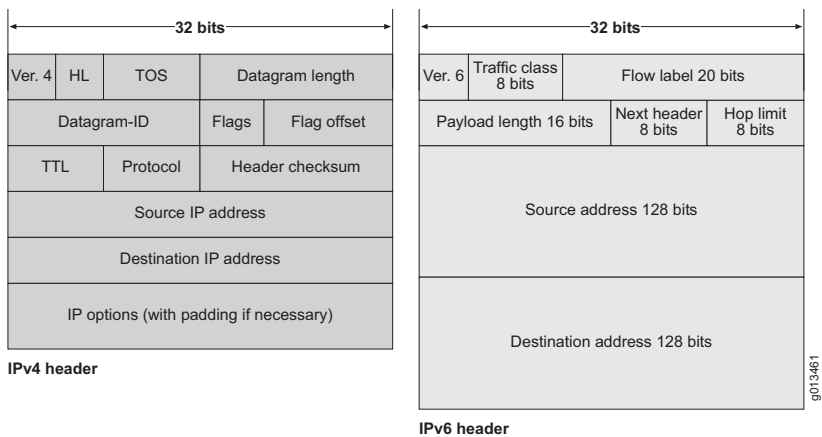 32 bits
Ver. 4 HL TOS Datagram length
Datagram-ID Flags Flag offset
TTL Protocol Header checksum
Source IP address
Destination IP address
IP options (with padding if necessary)
IPv4 header
32 bits
Ver. 6 Traffic class
8 bits
Flow label 20 bits
Payload length 16 bits
Next header
8 bits
Hop limit
8 bits
Source address 128 bits
Destination address 128 bits
IPv6 header
g013461